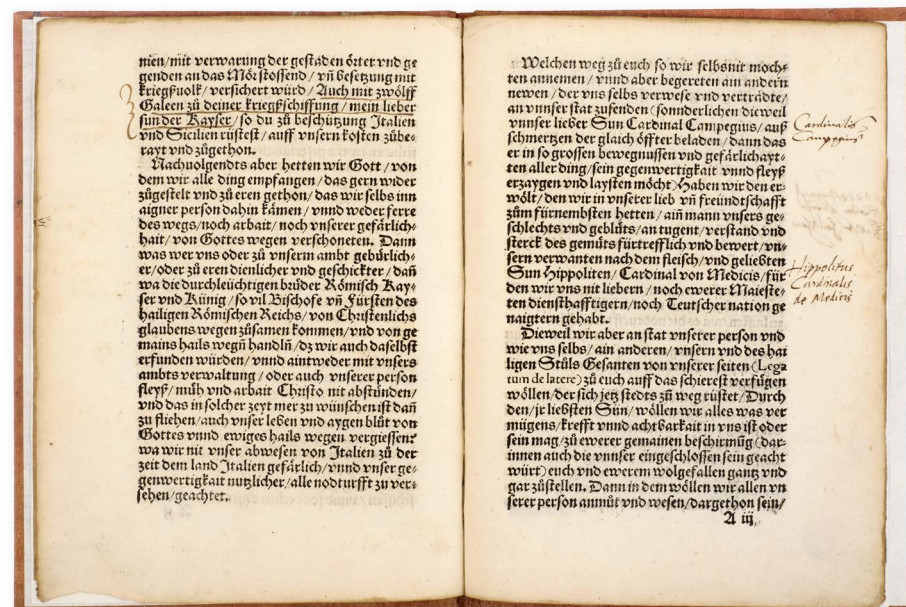 nien/mit verwarung der gestaden örter vnd ge
genden an das Möꝛ stossend/ vñ besetzung mit
kriegßuolk/ versichert würd/ Auch mit zwölff
Galeen zu deiner kriegßschiffung/ mein lieber
sun der Kayser/ so du zů beschützung Italien
vnd Sicilien rüstest/ auff vnsern kosten zůbe-
rayt vnd zůgethon.
Nachuolgendts aber hetten wir Gott/ von
dem wir alle ding empfangen/ das gern wider
zůgestelt vnd zů eren gethon/ das wir selbs inn
aigner person dahin kämen/ vnnd weder ferre
des wegs/ noch arbait/ noch vnserer gefärlich-
hait/ von Gottes wegen verschoneten. Dann
was wer vns oder zů vnserm ambt gebürlich-
er/ oder zů eren dienlicher vnd geschickter/ dañ
wa die durchleüchtigen brüder Römisch Kay-
ser vnd Künig/ so vil Bischofe vñ Fürsten des
hailigen Römischen Reichs/ von Christenlichs
glaubens wegen zůsamen kommen/ vnd von ge
mains hails wegñ handlñ/ dz wir auch daselbst
erfunden würden/ vnnd aintweder mit vnsers
ambts verwaltung/ oder auch vnserer person
fleyß/ müh vnd arbait Christo nit abstünden/
vnd das in solcher zeyt mer zů wünschen ist dañ
zu fliehen/ auch vnser leben vnd aygen blůt von
Gottes vnnd ewiges hails wegen vergiessen?
wa wir nit vnser abwesen von Italien zů der
zeit dem land Italien gefärlich/ vnnd vnser ge-
genwertigkait nutzlicher/ alle nodturfft zů ver-
sehen/ geachtet.
Welchen weg zů euch so wir selbs nit moch-
ten annemen/ vnnd aber begereten ain andern
newen/ der vns selbs verwese vnd verträdte/
an vnnser stat zufenden (sonnderlichen dieweil
vnnser lieber Sun Cardinal Campegius/ auß
schmertzen der glaich öffter beladen/ dann das
er in so grossen bewegnussen vnd gefärlichayt-
ten aller ding/ sein gegenwertigkait vnnd fleyß
erzaygen vnd laysten möcht) Haben wir den er-
wölt/ den wir in vnserer lieb vñ freundtschafft
zům fürnembsten hetten/ aiñ mann vnsers ge-
schlechts vnd geblůts/ an tugent/ verstand vnd
sterck des gemüts fürtrefflich vnd bewert/ vn-
sern verwanten nach dem fleisch/ vnd geliebten
Sun Hippoliten/ Cardinal von Medicis/ für
den wir vns nit liebern/ noch ewerer Maieste-
ten diensthafftigern/ noch Teutscher nation ge
naigtern gehabt.
Dieweil wir aber an stat vnserer person vnd
wie vns selbs/ ain anderen/ vnsern vnd des hai
ligen Stůls Gesanten von vnserer seiten (Lega
tum de latere) zů euch auff das schierest verfügen
wöllen/ der sich jetz stedts zů weg rüstet/ Durch
den/ jr liebsten Sün/ wöllen wir alles was ver
mügens/ krefft vnnd achtbarkait in vns ist oder
sein mag/ zů ewerer gemainen beschirmũg (dar-
innen auch die vnnser eingeschlossen sein geacht
würt) euch vnd ewerem wolgefallen gantz vnd
gar zůstellen. Dann in dem wöllen wir allen vn
serer person anmůt vnd wesen/ dargethon sein/
A iij
Cardinalis
Campegius
Hippolitus
Cardinalis
de Medicis